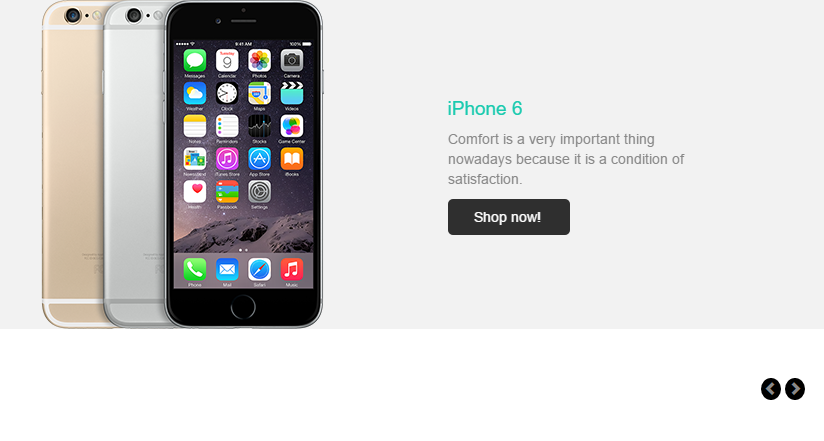 9:41 AM 100%
Messages Calendar Photos Camera
Tuesday
9
Weather Clock Maps Videos
Notes Reminders Stocks Game Center
Newsstand iTunes Store App Store iBooks
Health Passbook Settings
Phone Mail Safari Music
iPhone 6
Comfort is a very important thing
nowadays because it is a condition of
satisfaction.
Shop now!